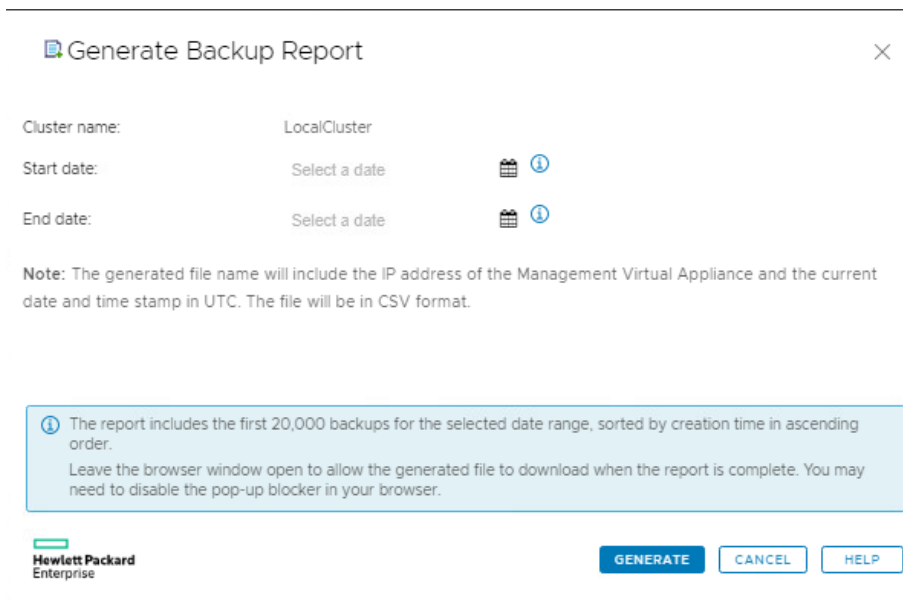 Generate Backup Report
Cluster name: LocalCluster
Start date: Select a date
End date: Select a date
Note: The generated file name will include the IP address of the Management Virtual Appliance and the current
date and time stamp in UTC. The file will be in CSV format.
The report includes the first 20,000 backups for the selected date range, sorted by creation time in ascending
order.
Leave the browser window open to allow the generated file to download when the report is complete. You may
need to disable the pop-up blocker in your browser.
Hewlett Packard
Enterprise
GENERATE CANCEL HELP